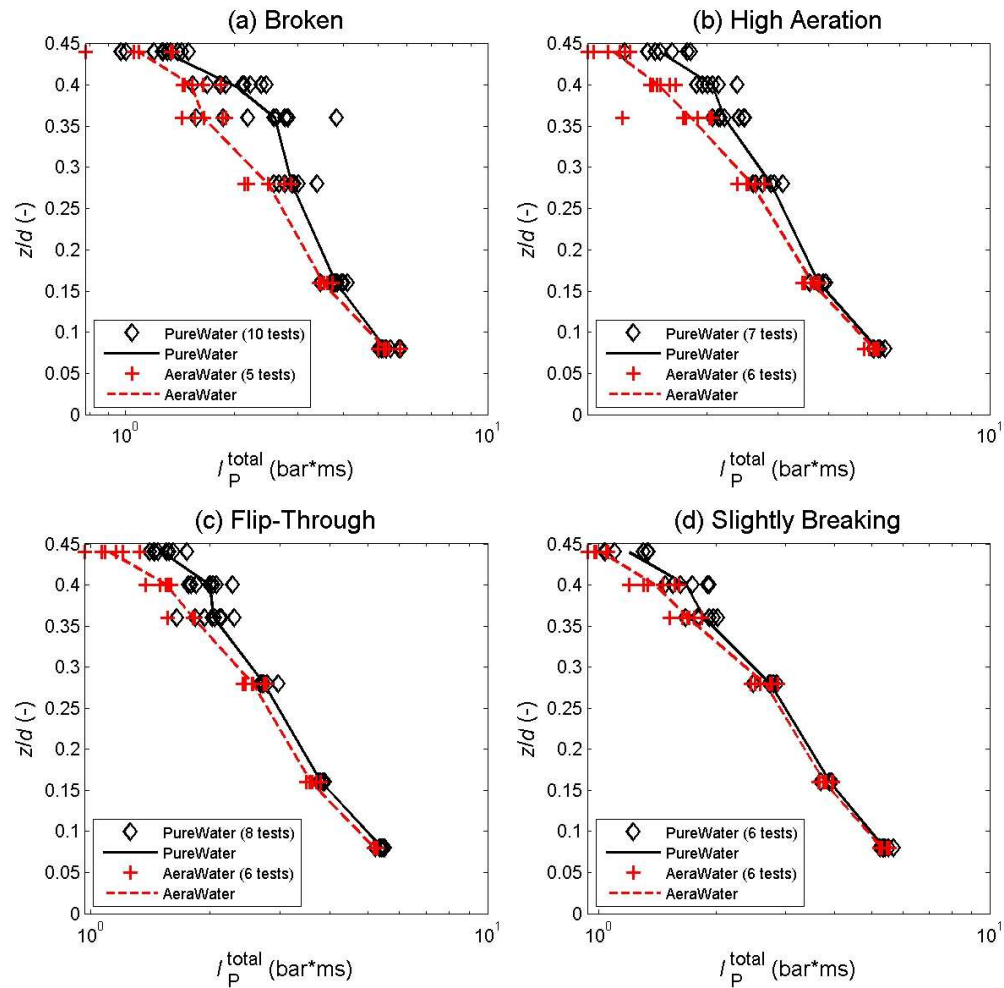 (a) Broken
0.45
0.4
0.35
0.3
0.25
0.2
0.15
0.1
0.05
0
z/d (-)
PureWater (10 tests)
PureWater
AeraWater (5 tests)
AeraWater
10⁰
10¹
I_P^total (bar*ms)
(b) High Aeration
0.45
0.4
0.35
0.3
0.25
0.2
0.15
0.1
0.05
0
z/d (-)
PureWater (7 tests)
PureWater
AeraWater (6 tests)
AeraWater
10⁰
10¹
I_P^total (bar*ms)
(c) Flip-Through
0.45
0.4
0.35
0.3
0.25
0.2
0.15
0.1
0.05
0
z/d (-)
PureWater (8 tests)
PureWater
AeraWater (6 tests)
AeraWater
10⁰
10¹
I_P^total (bar*ms)
(d) Slightly Breaking
0.45
0.4
0.35
0.3
0.25
0.2
0.15
0.1
0.05
0
z/d (-)
PureWater (6 tests)
PureWater
AeraWater (6 tests)
AeraWater
10⁰
10¹
I_P^total (bar*ms)